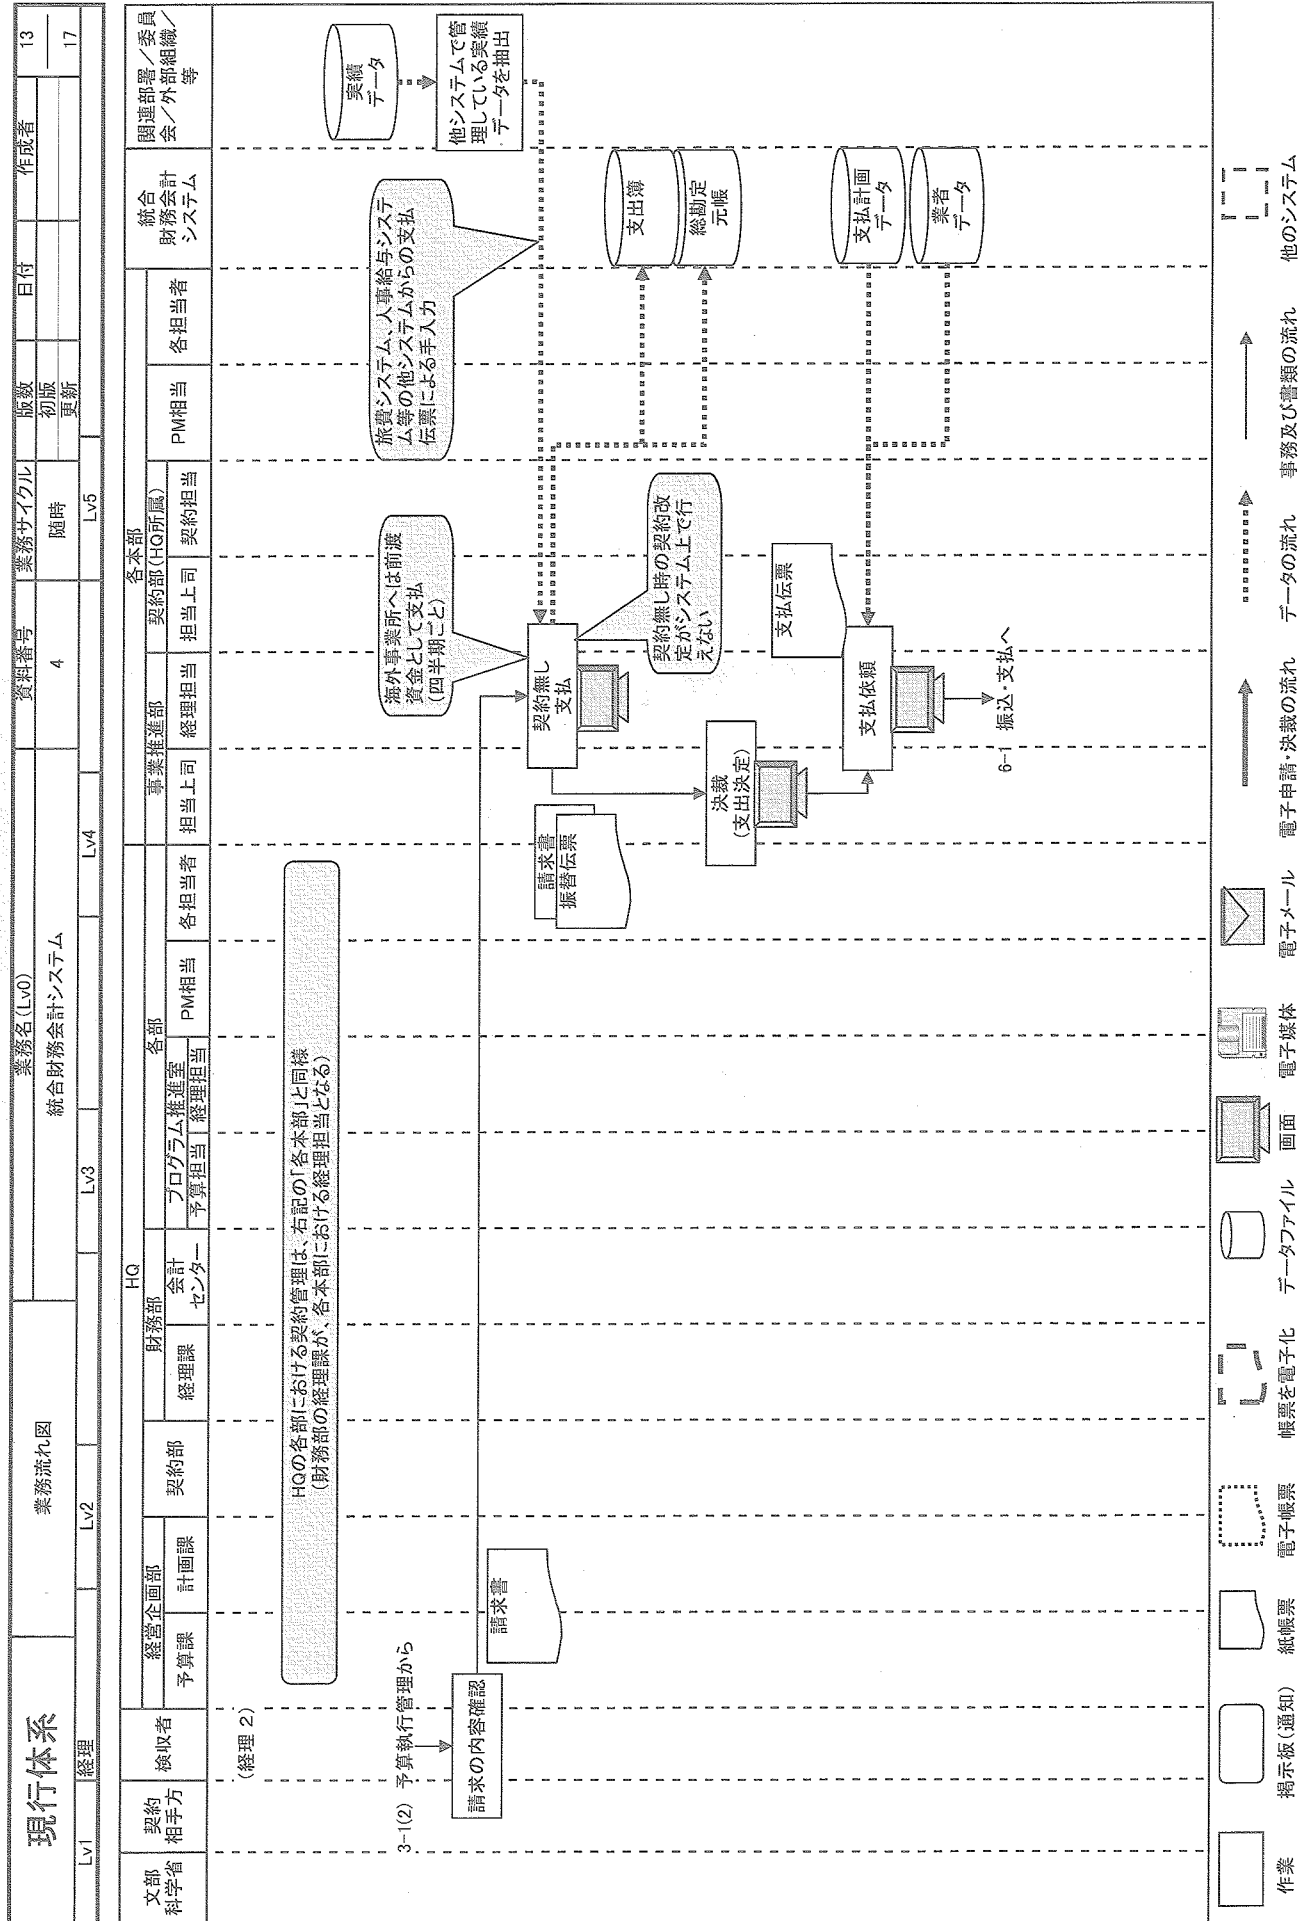 現行体系
業務流れ図
業務名(Lv0)
統合財務会計システム
資料番号
4
業務サイクル
随時
版数
初版
更新
日付
作成者
13
17
Lv1
経理
Lv2
Lv3
Lv4
Lv5
文部
科学省
契約
相手方
検収者
HQ
経営企画部
予算課
計画課
契約部
財務部
経理課
会計
センター
各部
プログラム推進室
予算担当
経理担当
PM相当
各担当者
各本部
事業推進部
担当上司
経理担当
契約部(HQ所属)
担当上司
契約担当
PM相当
各担当者
統合
財務会計
システム
関連部署/委員
会/外部組織/
等
(経理 2)
HQの各部における契約管理は、右記の「各本部」と同様
(財務部の経理課が、各本部における経理担当となる)
3-1(2) 予算執行管理から
請求の内容確認
請求書
海外事業所へは前渡
資金として支払
(四半期ごと)
旅費システム、人事給与システ
ム等の他システムからの支払
伝票による手入力
実績
データ
他システムで管
理している実績
データを抽出
契約無し
支払
請求書
振替伝票
契約無し時の契約改
定がシステム上で行
えない
支出簿
総勘定
元帳
決裁
(支出決定)
支払伝票
支払依頼
支払計画
データ
業者
データ
6-1 振込・支払へ
作業
掲示板(通知)
紙帳票
電子帳票
帳票を電子化
データファイル
画面
電子媒体
電子メール
電子申請・決裁の流れ
データの流れ
事務及び書類の流れ
他のシステム